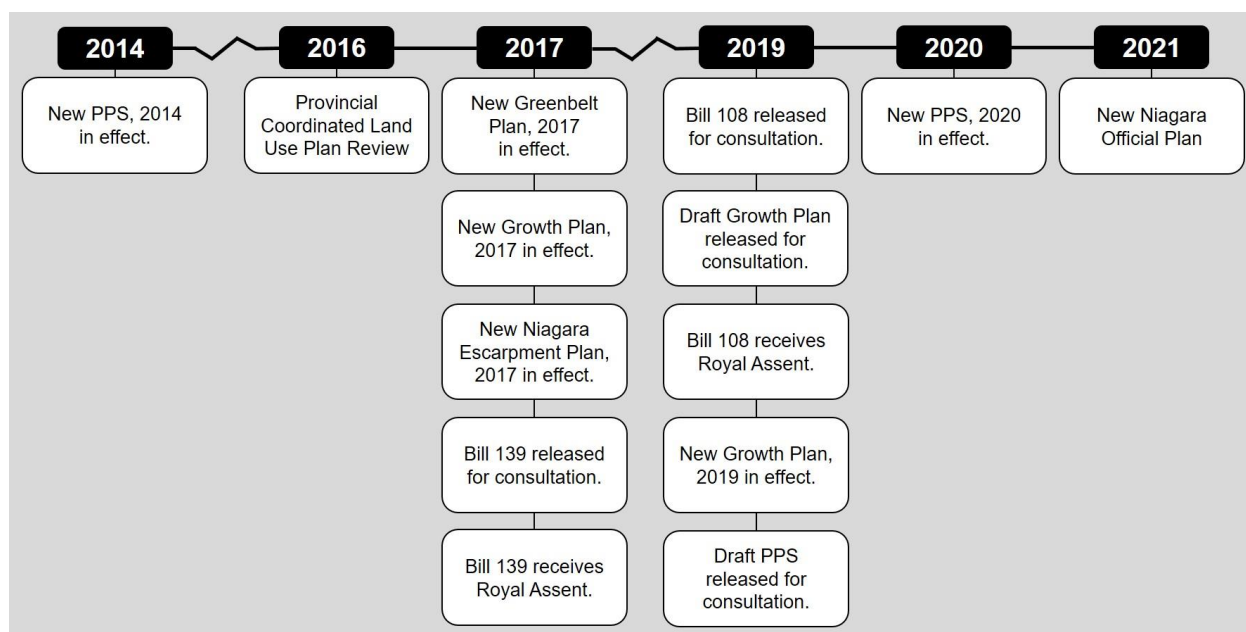 2014
New PPS, 2014
in effect.
2016
Provincial
Coordinated Land
Use Plan Review
2017
New Greenbelt
Plan, 2017
in effect.
New Growth Plan,
2017 in effect.
New Niagara
Escarpment Plan,
2017 in effect.
Bill 139 released
for consultation.
Bill 139 receives
Royal Assent.
2019
Bill 108 released
for consultation.
Draft Growth Plan
released for
consultation.
Bill 108 receives
Royal Assent.
New Growth Plan,
2019 in effect.
Draft PPS
released for
consultation.
2020
New PPS, 2020
in effect.
2021
New Niagara
Official Plan